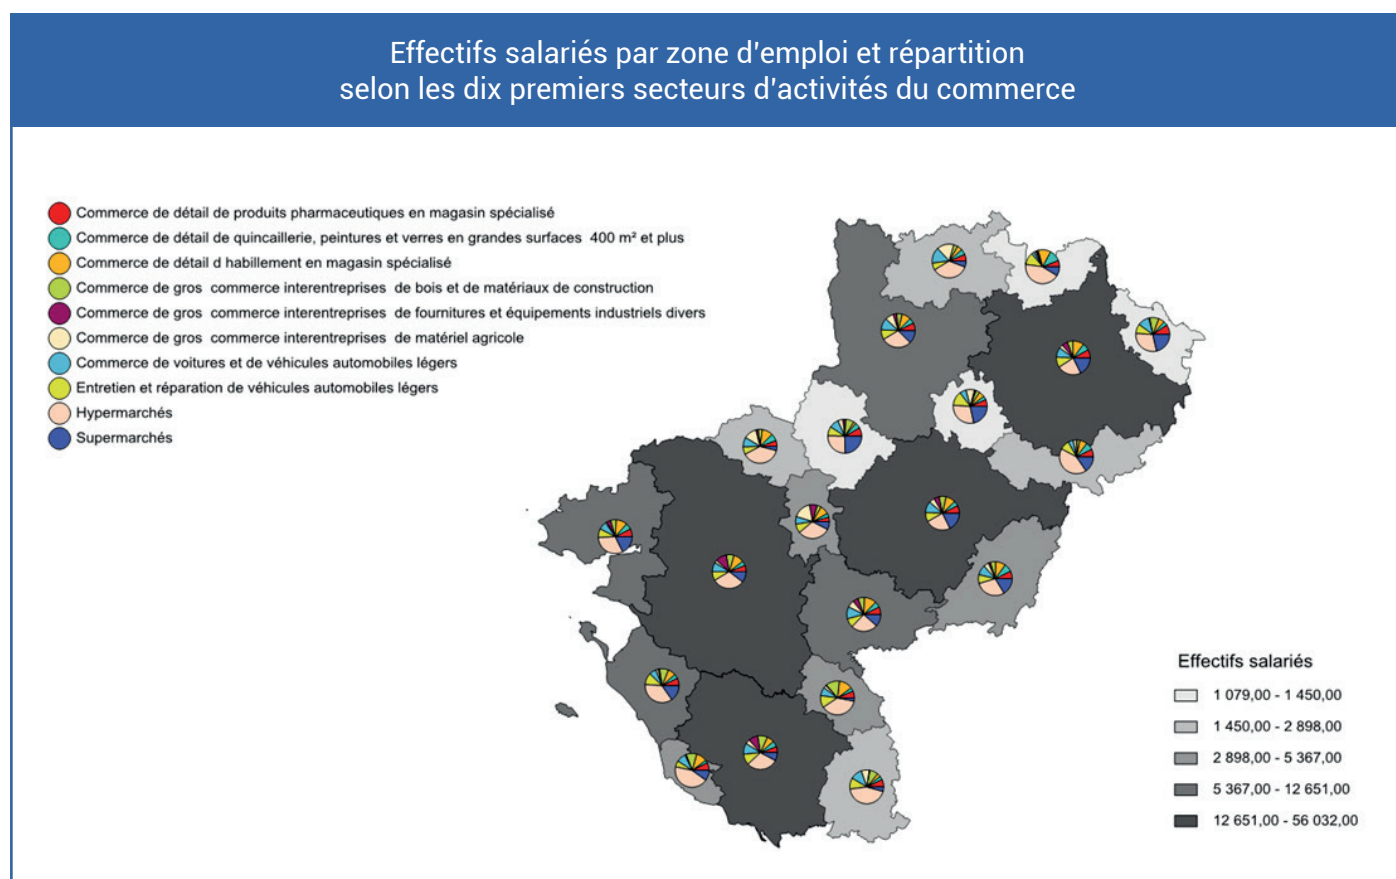 Effectifs salariés par zone d'emploi et répartition
selon les dix premiers secteurs d'activités du commerce
Commerce de détail de produits pharmaceutiques en magasin spécialisé
Commerce de détail de quincaillerie, peintures et verres en grandes surfaces 400 m² et plus
Commerce de détail d habillement en magasin spécialisé
Commerce de gros commerce interentreprises de bois et de matériaux de construction
Commerce de gros commerce interentreprises de fournitures et équipements industriels divers
Commerce de gros commerce interentreprises de matériel agricole
Commerce de voitures et de véhicules automobiles légers
Entretien et réparation de véhicules automobiles légers
Hypermarchés
Supermarchés
Effectifs salariés
1 079,00 - 1 450,00
1 450,00 - 2 898,00
2 898,00 - 5 367,00
5 367,00 - 12 651,00
12 651,00 - 56 032,00